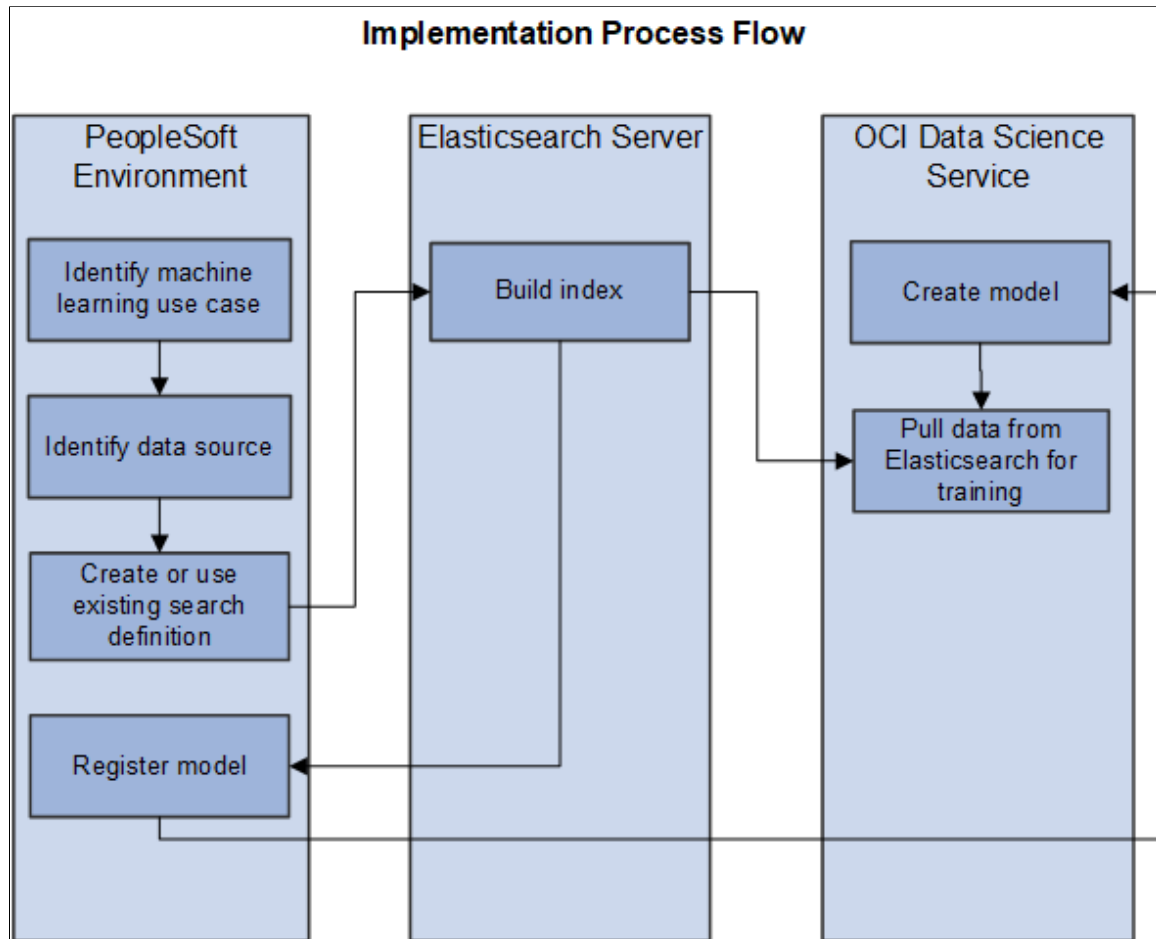 Implementation Process Flow
PeopleSoft
Environment
Identify machine
learning use case
Identify data source
Create or use
existing search
definition
Register model
Elasticsearch Server
Build index
OCI Data Science
Service
Create model
Pull data from
Elasticsearch for
training